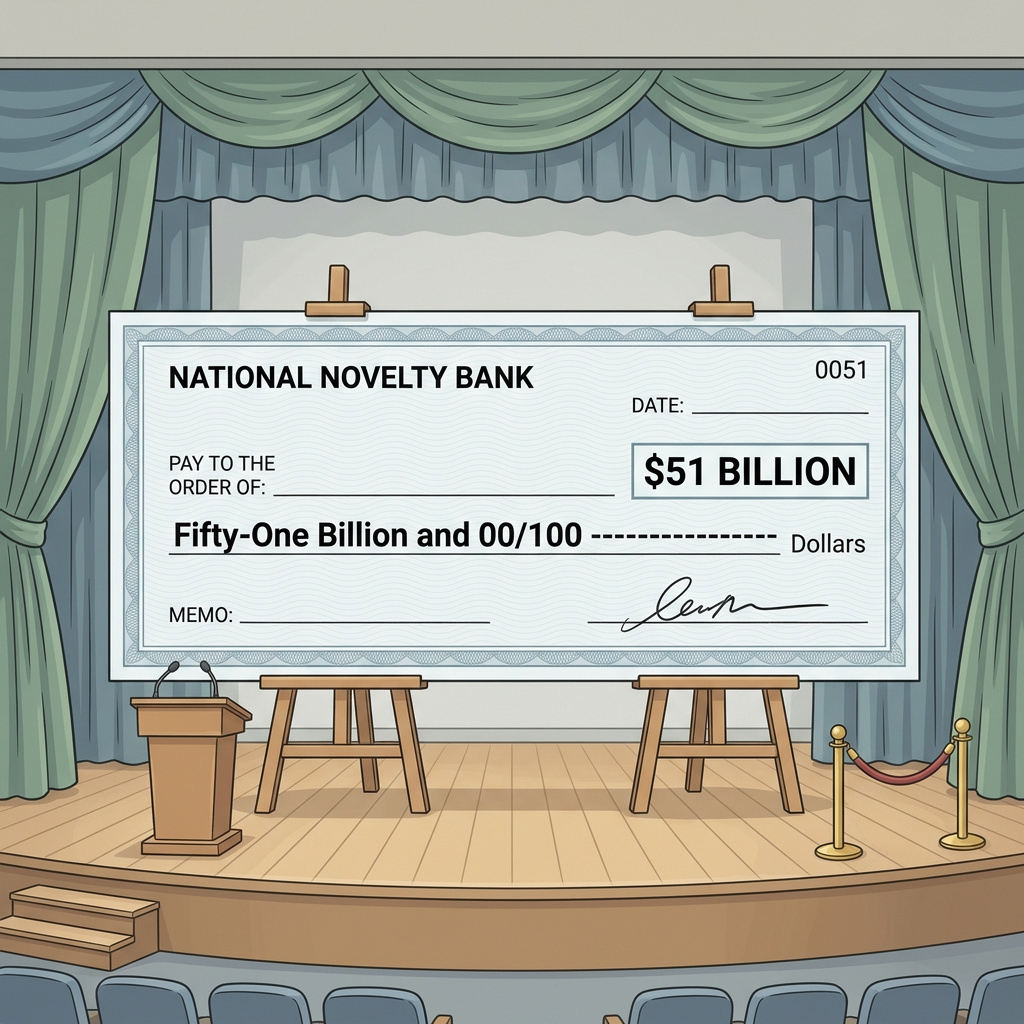 NATIONAL NOVELTY BANK
0051
DATE:
PAY TO THE
ORDER OF:
$51 BILLION
Fifty-One Billion and 00/100 ---------------- Dollars
MEMO: